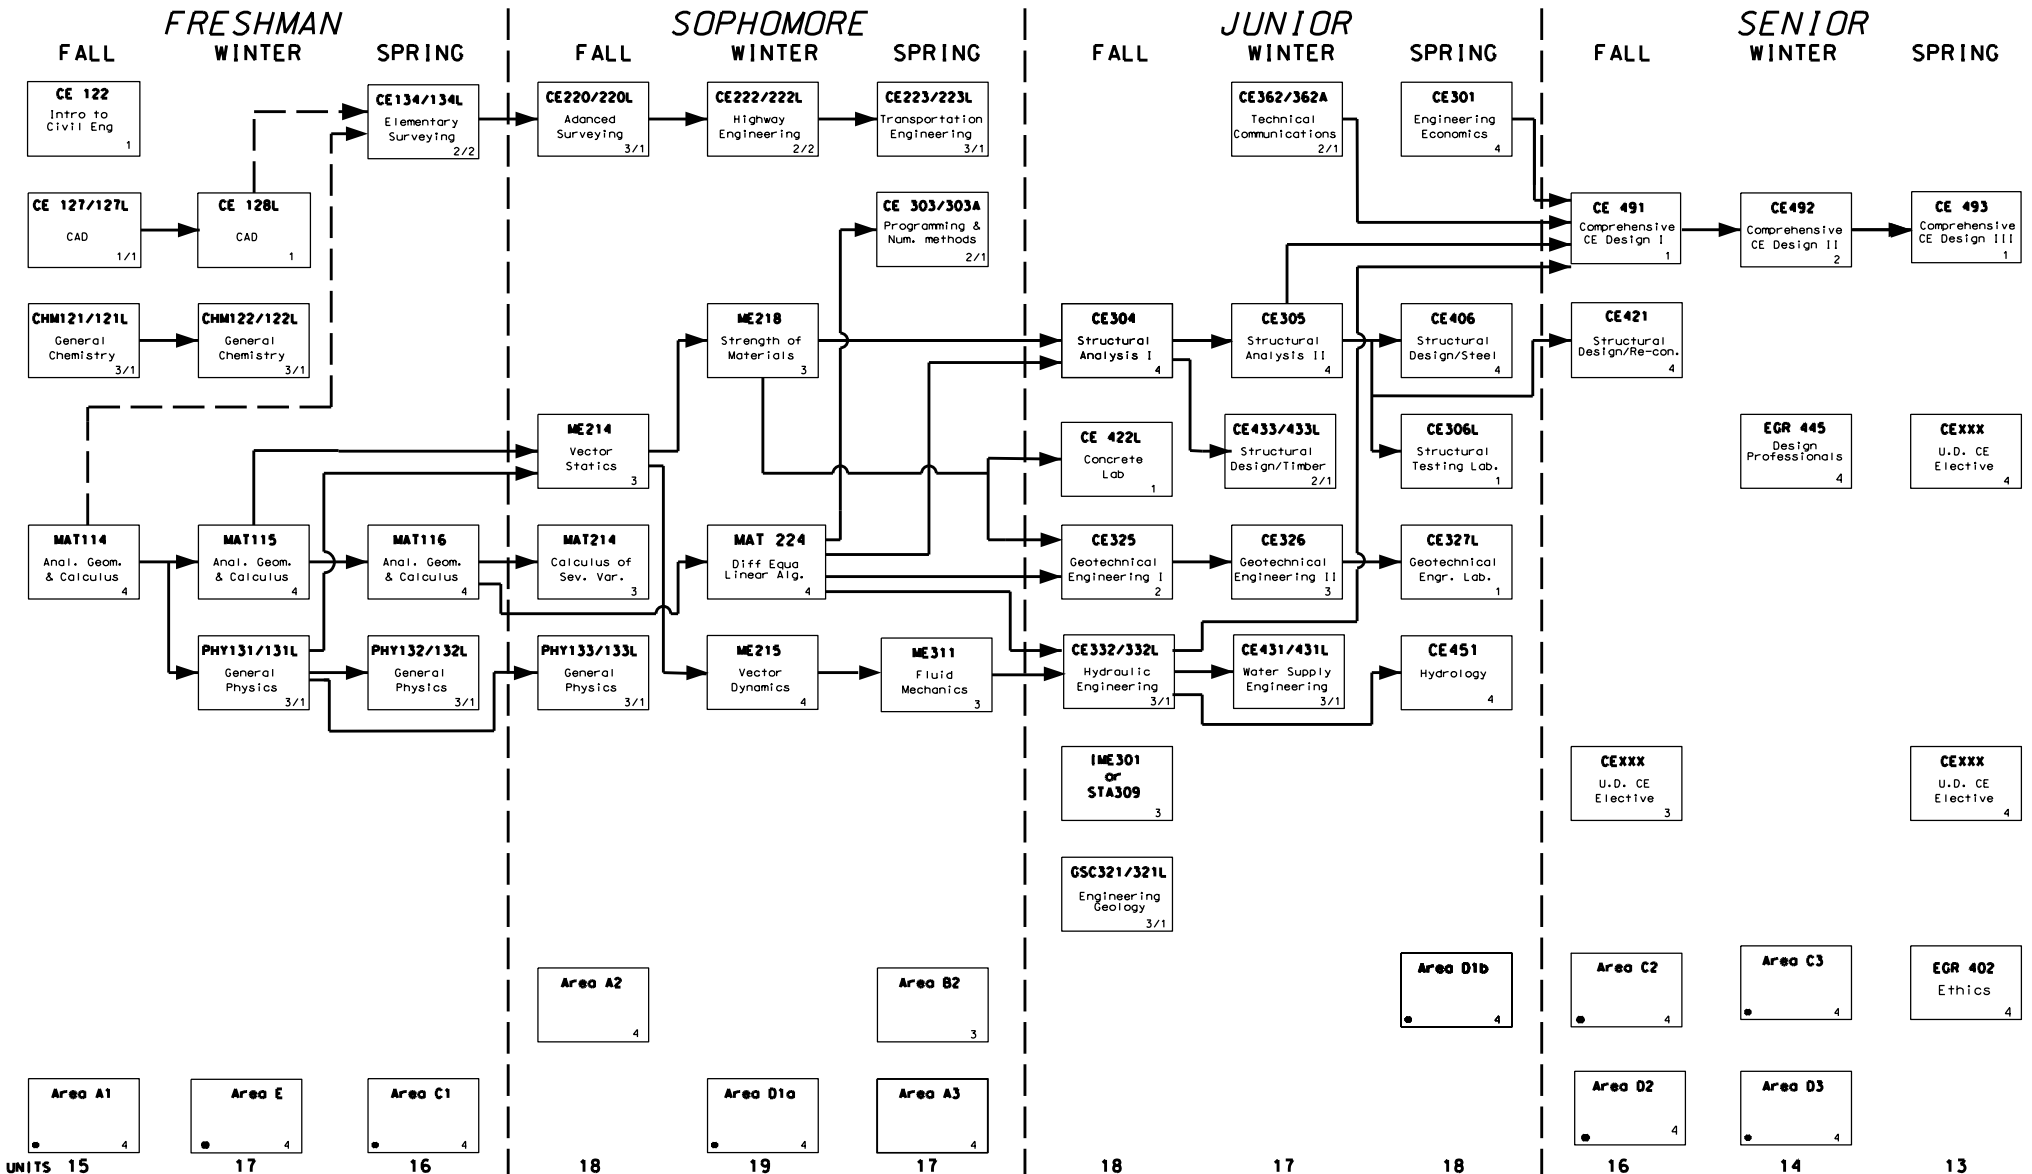 FRESHMAN
SOPHOMORE
JUNIOR
SENIOR
FALL
WINTER
SPRING
FALL
WINTER
SPRING
FALL
WINTER
SPRING
FALL
WINTER
SPRING
CE 122
Intro to
Civil Eng
1
CE134/134L
Elementary
Surveying
2/2
CE220/220L
Adanced
Surveying
3/1
CE222/222L
Highway
Engineering
2/2
CE223/223L
Transportation
Engineering
3/1
CE362/362A
Technical
Communications
2/1
CE301
Engineering
Economics
4
CE 127/127L
CAD
1/1
CE 128L
CAD
1
CE 303/303A
Programming &
Num. methods
2/1
CE 491
Comprehensive
CE Design I
1
CE492
Comprehensive
CE Design II
2
CE 493
Comprehensive
CE Design III
1
CHM121/121L
General
Chemistry
3/1
CHM122/122L
General
Chemistry
3/1
ME218
Strength of
Materials
3
CE304
Structural
Analysis I
4
CE305
Structural
Analysis II
4
CE406
Structural
Design/Steel
4
CE421
Structural
Design/Re-con.
4
ME214
Vector
Statics
3
CE 422L
Concrete
Lab
1
CE433/433L
Structural
Design/Timber
2/1
CE306L
Structural
Testing Lab.
1
EGR 445
Design
Professionals
4
CEXXX
U.D. CE
Elective
4
MAT114
Anal. Geom.
& Calculus
4
MAT115
Anal. Geom.
& Calculus
4
MAT116
Anal. Geom.
& Calculus
4
MAT214
Calculus of
Sev. Var.
3
MAT 224
Diff Equa
Linear Alg.
4
CE325
Geotechnical
Engineering I
2
CE326
Geotechnical
Engineering II
3
CE327L
Geotechnical
Engr. Lab.
1
PHY131/131L
General
Physics
3/1
PHY132/132L
General
Physics
3/1
PHY133/133L
General
Physics
3/1
ME215
Vector
Dynamics
4
ME311
Fluid
Mechanics
3
CE332/332L
Hydraulic
Engineering
3/1
CE431/431L
Water Supply
Engineering
3/1
CE451
Hydrology
4
IME301
or
STA309
3
CEXXX
U.D. CE
Elective
3
CEXXX
U.D. CE
Elective
4
GSC321/321L
Engineering
Geology
3/1
Area A2
4
Area B2
3
Area D1b
4
Area C2
4
Area C3
4
EGR 402
Ethics
4
Area A1
4
Area E
4
Area C1
4
Area D1a
4
Area A3
4
Area D2
4
Area D3
4
UNITS 15
17
16
18
19
17
18
17
18
16
14
13